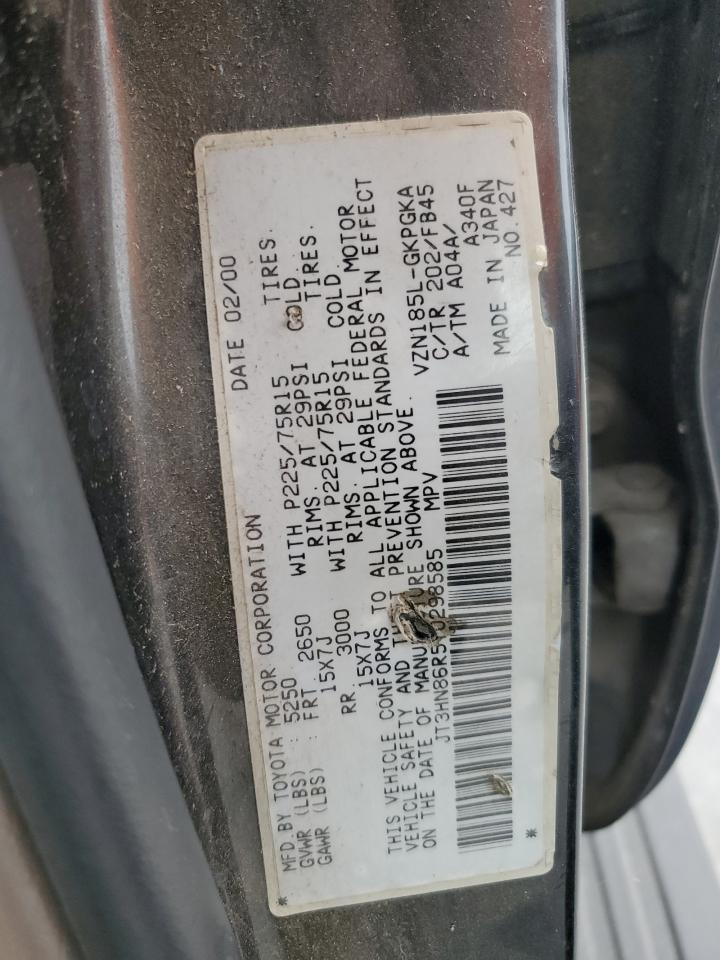 * MFD.BY TOYOTA MOTOR CORPORATION DATE 02/00
GVWR (LBS) : 5250
GAWR (LBS) : FRT 2650 WITH P225/75R15 TIRES.
15X7J RIMS. AT 29PSI COLD
RR 3000 WITH P225/75R15 TIRES.
15X7J RIMS. AT 29PSI COLD.
THIS VEHICLE CONFORMS TO ALL APPLICABLE FEDERAL MOTOR
VEHICLE SAFETY AND PREVENTION STANDARDS IN EFFECT
ON THE DATE OF SHOWN ABOVE.
MPV
VZN185L-GKPGKA
C/TR 202/FB45
A/TM A04A/
A340F
MADE IN JAPAN
* NO.427